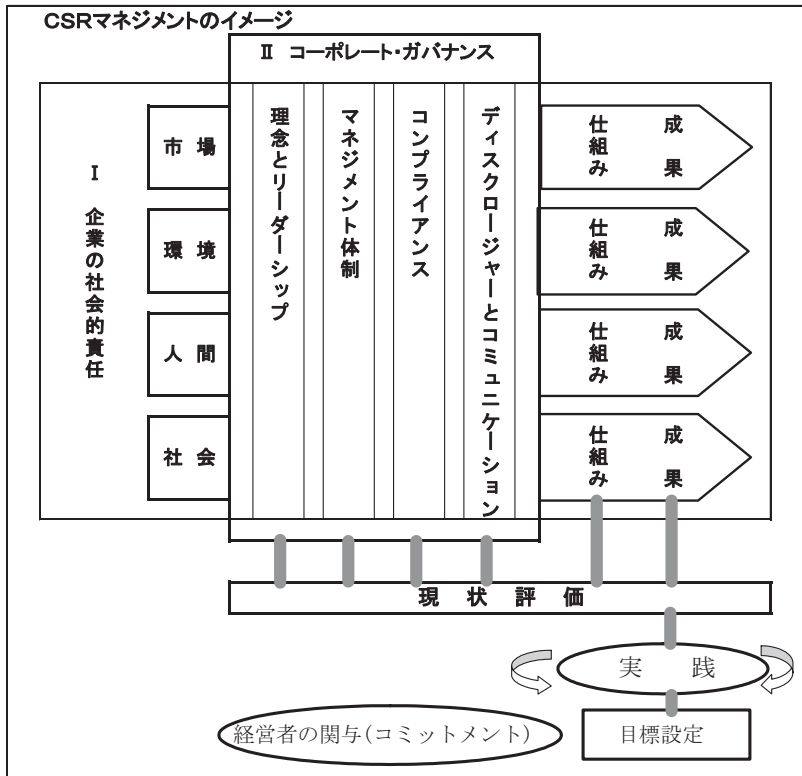 CSRマネジメントのイメージ
Ⅱ コーポレート・ガバナンス
Ⅰ 企業の社会的責任
市 場
環 境
人 間
社 会
理念とリーダーシップ
マネジメント体制
コンプライアンス
ディスクロージャーとコミュニケーション
仕組み
成果
仕組み
成果
仕組み
成果
仕組み
成果
現 状 評 価
実 践
経営者の関与(コミットメント)
目標設定